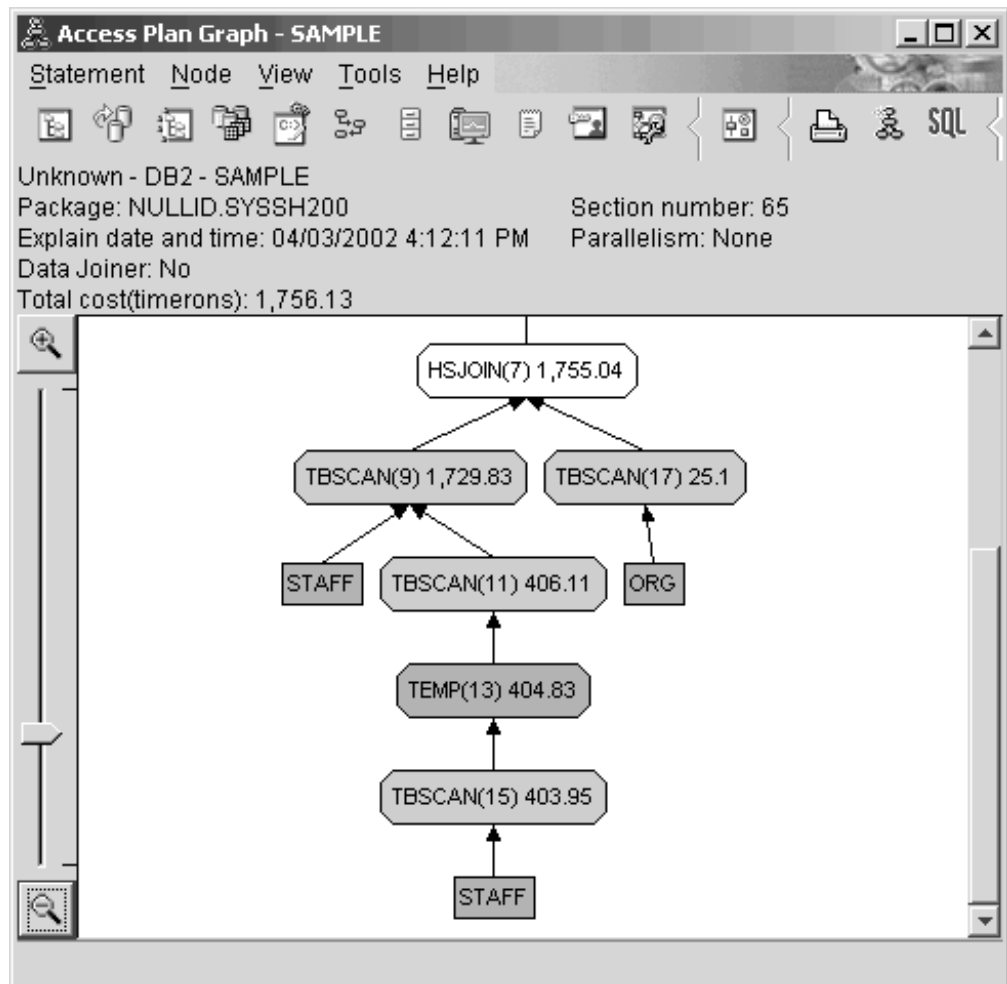 Access Plan Graph - SAMPLE
Statement Node View Tools Help
SQL
Unknown - DB2 - SAMPLE
Package: NULLID.SYSSH200 Section number: 65
Explain date and time: 04/03/2002 4:12:11 PM Parallelism: None
Data Joiner: No
Total cost(timerons): 1,756.13
HSJOIN(7) 1,755.04
TBSCAN(9) 1,729.83 TBSCAN(17) 25.1
STAFF TBSCAN(11) 406.11 ORG
TEMP(13) 404.83
TBSCAN(15) 403.95
STAFF